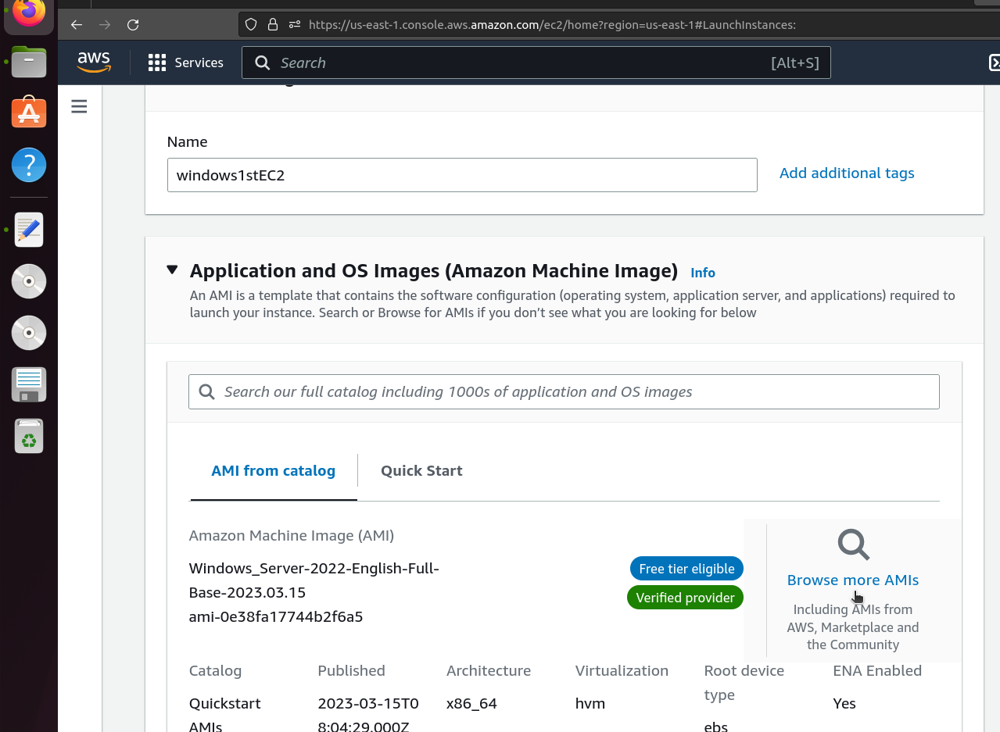 https://us-east-1.console.aws.amazon.com/ec2/home?region=us-east-1#LaunchInstances:
aws
Services
Search
[Alt+S]
Name
windows1stEC2
Add additional tags
Application and OS Images (Amazon Machine Image) Info
An AMI is a template that contains the software configuration (operating system, application server, and applications) required to
launch your instance. Search or Browse for AMIs if you don’t see what you are looking for below
Search our full catalog including 1000s of application and OS images
AMI from catalog
Quick Start
Amazon Machine Image (AMI)
Windows_Server-2022-English-Full-
Base-2023.03.15
ami-0e38fa17744b2f6a5
Free tier eligible
Verified provider
Browse more AMIs
Including AMIs from
AWS, Marketplace and
the Community
Catalog
Quickstart
AMIs
Published
2023-03-15T0
8:04:29.000Z
Architecture
x86_64
Virtualization
hvm
Root device
type
ebs
ENA Enabled
Yes